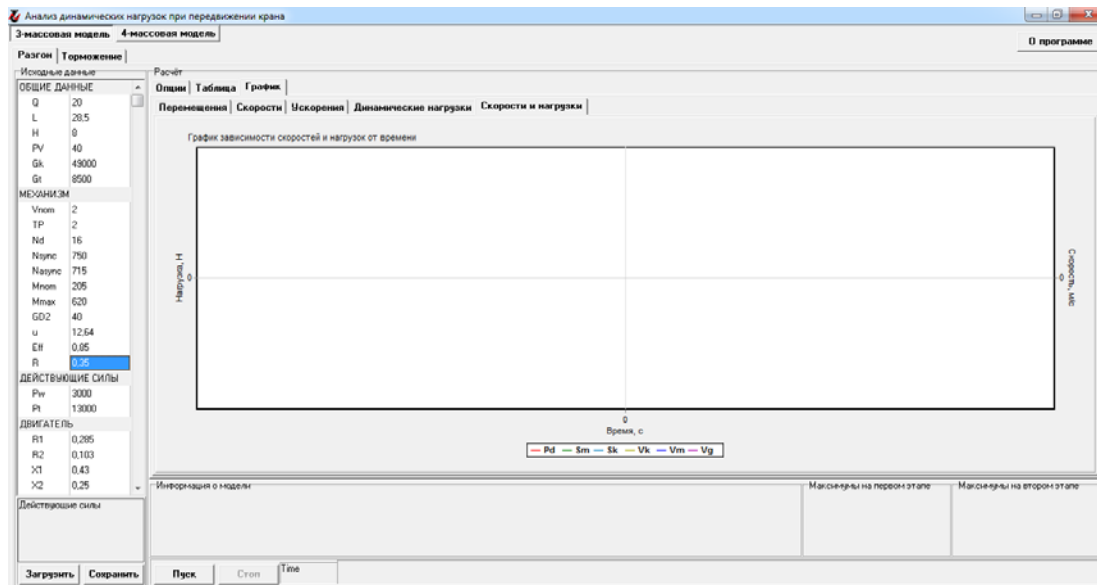 Анализ динамических нагрузок при передвижении крана
3-массовая модель 4-массовая модель
О программе
Разгон Торможение
Исходные данные
ОБЩИЕ ДАННЫЕ
Q 20
L 28,5
H 8
PV 40
Gk 49000
Gt 8500
МЕХАНИЗМ
Vnom 2
TP 2
Nd 16
Nsync 750
Nasync 715
Mnom 205
Mmax 620
GD2 40
u 12,64
Eff 0,85
R 0,35
ДЕЙСТВУЮЩИЕ СИЛЫ
Pw 3000
Pt 13000
ДВИГАТЕЛЬ
R1 0,285
R2 0,103
X1 0,43
X2 0,25
Действующие силы
Загрузить Сохранить
Расчёт
Опции Таблица График
Перемещения Скорости Ускорения Динамические нагрузки Скорости и нагрузки
График зависимости скоростей и нагрузок от времени
Нагрузка, Н
0
0
Скорость, м/с
0
Время, с
Pd Sm Sk Vk Vm Vg
Информация о модели
Максимумы на первом этапе
Максимумы на втором этапе
Пуск Стоп Time